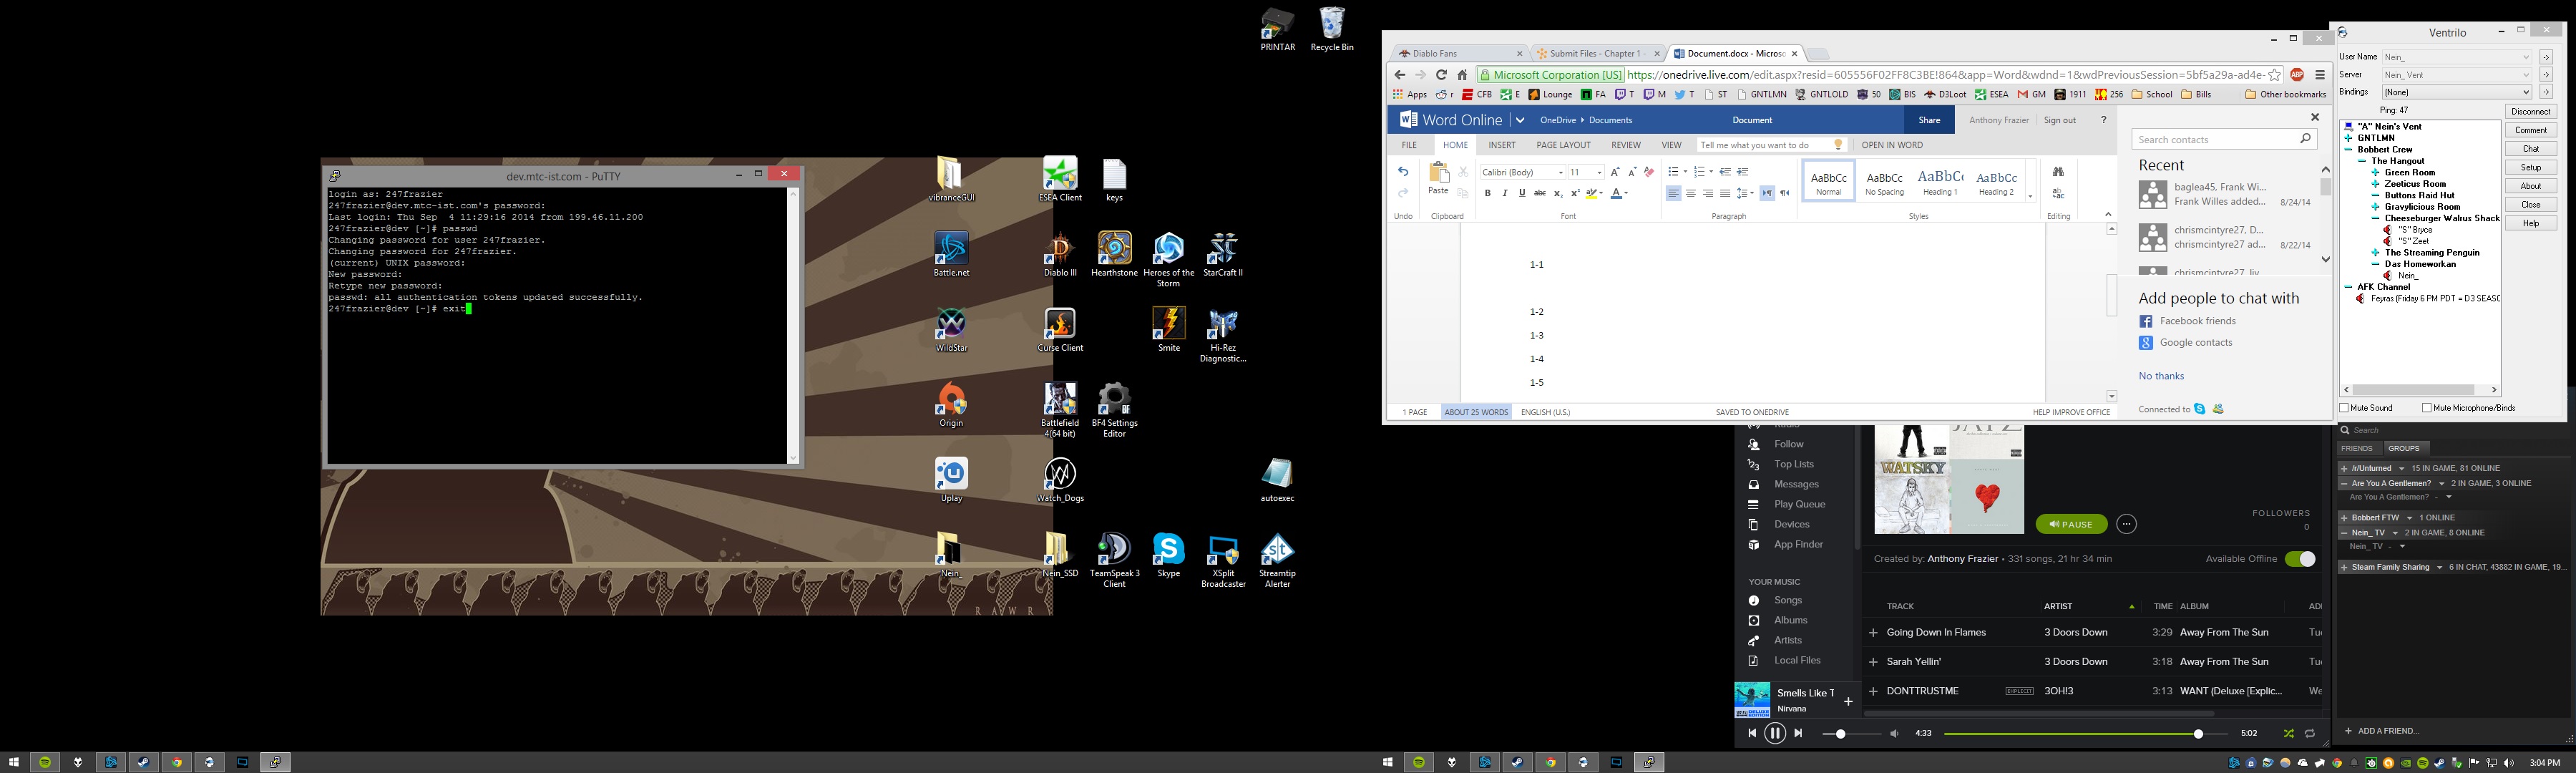 PRINTAR
Recycle Bin
dev.mtc-ist.com - PuTTY
login as: 247frazier
247frazier@dev.mtc-ist.com's password:
Last login: Thu Sep  4 11:29:16 2014 from 199.46.11.200
247frazier@dev [~]# passwd
Changing password for user 247frazier.
Changing password for 247frazier.
(current) UNIX password:
New password:
Retype new password:
passwd: all authentication tokens updated successfully.
247frazier@dev [~]# exit
vibranceGUI
ESEA Client
keys
Battle.net
Diablo III
Hearthstone
Heroes of the
Storm
StarCraft II
WildStar
Curse Client
Smite
Hi-Rez
Diagnostic...
Origin
Battlefield
4(64 bit)
BF4 Settings
Editor
Uplay
Watch_Dogs
autoexec
Nein_
Nein_SSD
TeamSpeak 3
Client
Skype
XSplit
Broadcaster
Streamtip
Alerter
RAWR
Diablo Fans
Submit Files - Chapter 1 -
Document.docx - Microso
Microsoft Corporation [US] https://onedrive.live.com/edit.aspx?resid=605556F02FF8C3BE!864&app=Word&wdnd=1&wdPreviousSession=5bf5a29a-ad4e-
Apps r CFB E Lounge FA T M T ST GNTLMN GNTLOLD 50 BIS D3Loot ESEA GM 1911 256 School Bills Other bookmarks
Word Online OneDrive Documents Document Share Anthony Frazier Sign out ?
FILE HOME INSERT PAGE LAYOUT REVIEW VIEW Tell me what you want to do OPEN IN WORD
Calibri (Body) 11
Paste
B I U abc
AaBbCc AaBbCc AaBbCc AaBbCc
Normal No Spacing Heading 1 Heading 2
Undo Clipboard Font Paragraph Styles Editing
1-1
1-2
1-3
1-4
1-5
1 PAGE ABOUT 25 WORDS ENGLISH (U.S.) SAVED TO ONEDRIVE HELP IMPROVE OFFICE
Search contacts
Recent
baglea45, Frank Wi...
Frank Willes added...
8/24/14
chrismcintyre27, D...
chrismcintyre27 ad...
8/22/14
Add people to chat with
Facebook friends
Google contacts
No thanks
Connected to
Ventrilo
User Name Nein_
Server Nein_ Vent
Bindings (None)
Ping: 47
Disconnect
Comment
Chat
Setup
About
Close
Help
"A" Nein's Vent
GNTLMN
Bobbert Crew
The Hangout
Green Room
Zeeticus Room
Buttons Raid Hut
Gravylicious Room
Cheeseburger Walrus Shack
"S" Bryce
"S" Zeet
The Streaming Penguin
Das Homeworkan
Nein_
AFK Channel
Feyras (Friday 6 PM PDT = D3 SEASC
Mute Sound
Mute Microphone/Binds
Follow
Top Lists
Messages
Play Queue
Devices
App Finder
YOUR MUSIC
Songs
Albums
Artists
Local Files
WATSKY
PAUSE
FOLLOWERS
0
Created by: Anthony Frazier • 331 songs, 21 hr 34 min
Available Offline
TRACK ARTIST TIME ALBUM
Going Down In Flames 3 Doors Down 3:29 Away From The Sun
Sarah Yellin' 3 Doors Down 3:18 Away From The Sun
DONTTRUSTME EXPLICIT 3OH!3 3:13 WANT (Deluxe [Explic...
Smells Like T
Nirvana
4:33
5:02
Search
FRIENDS GROUPS
/r/Unturned 15 IN GAME, 81 ONLINE
Are You A Gentlemen? 2 IN GAME, 3 ONLINE
Are You A Gentlemen? -
Bobbert FTW 1 ONLINE
Nein_ TV 2 IN GAME, 8 ONLINE
Nein_ TV -
Steam Family Sharing 6 IN CHAT, 43882 IN GAME, 19...
+ ADD A FRIEND...
3:04 PM